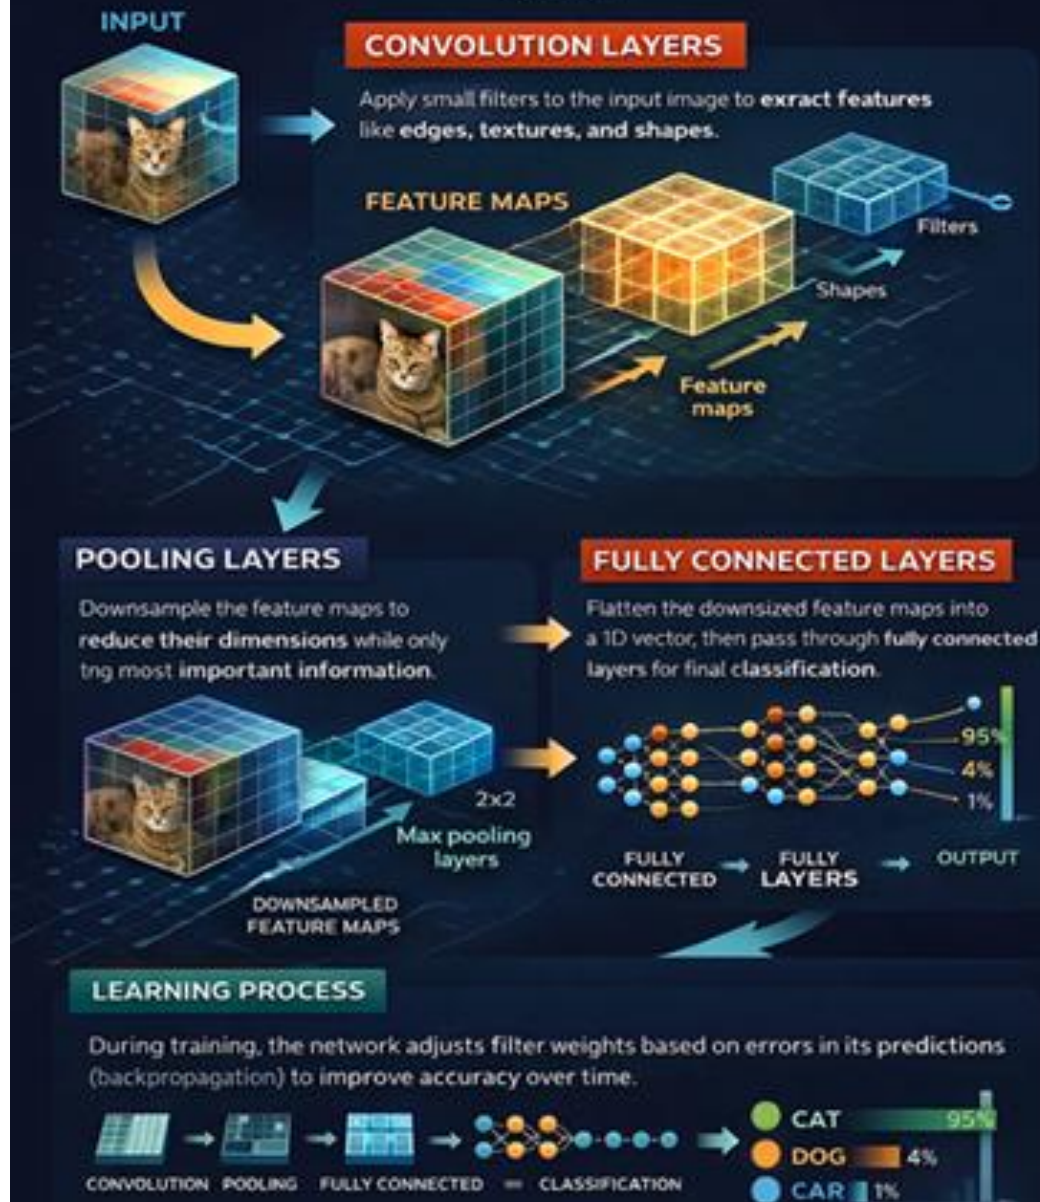 INPUT
CONVOLUTION LAYERS
Apply small filters to the input image to exract features
like edges, textures, and shapes.
FEATURE MAPS
Filters
Shapes
Feature
maps
POOLING LAYERS
Downsample the feature maps to
reduce their dimensions while only
tng most important information.
2x2
Max pooling
layers
DOWNSAMPLED
FEATURE MAPS
FULLY CONNECTED LAYERS
Flatten the downsized feature maps into
a 1D vector, then pass through fully connected
layers for final classification.
95%
4%
1%
FULLY
CONNECTED
FULLY
LAYERS
OUTPUT
LEARNING PROCESS
During training, the network adjusts filter weights based on errors in its predictions
(backpropagation) to improve accuracy over time.
CONVOLUTION POOLING FULLY CONNECTED = CLASSIFICATION
CAT 95%
DOG 4%
CAR 1%